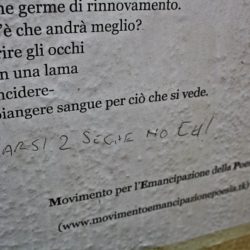 me germe di rinnovamento.
'è che andrà meglio?
rire gli occhi
n una lama
ncidere-
piangere sangue per ciò che si vede.
ARSI 2 SEGHE NO EH!
Movimento per l'Emancipazione della Poe
(www.movimentoemancipazionepoesia.tk)